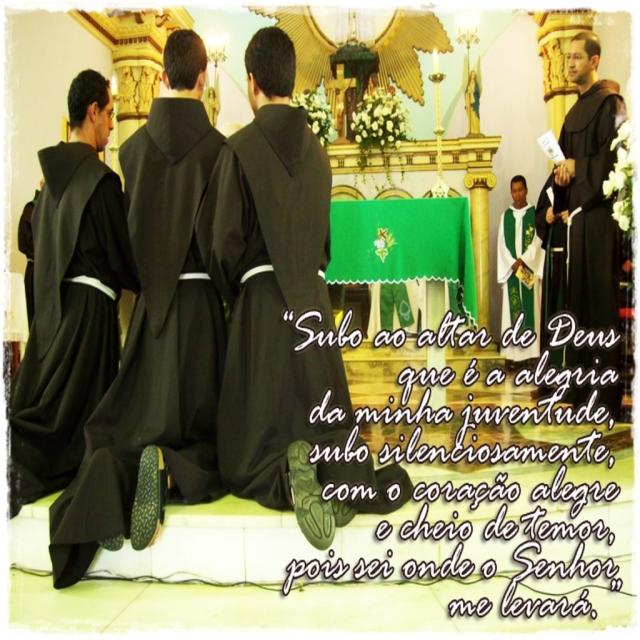 “Subo ao altar de Deus
que é a alegria
da minha juventude,
subo silenciosamente,
com o coração alegre
e cheio de temor,
pois sei onde o Senhor
me levará.”